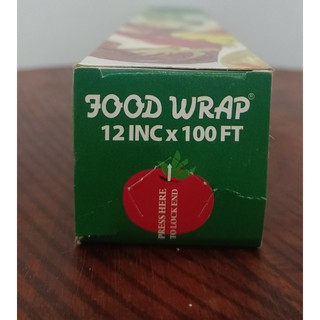 FOOD WRAP®
12 INC x 100 FT
PRESS HERE
TO LOCK END